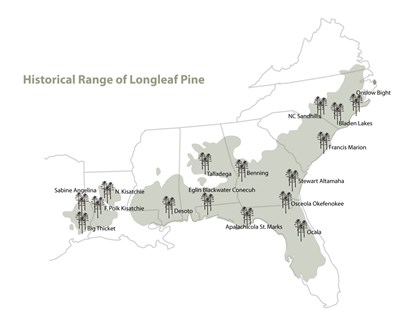 Historical Range of Longleaf Pine
Onslow Bight
NC Sandhills
Bladen Lakes
Francis Marion
Talladega
Benning
Stewart Altamaha
Sabine Angelina
N. Kisatchie
Eglin Blackwater Conecuh
F. Polk Kisatchie
Desoto
Osceola Okefenokee
Big Thicket
Apalachicola St. Marks
Ocala